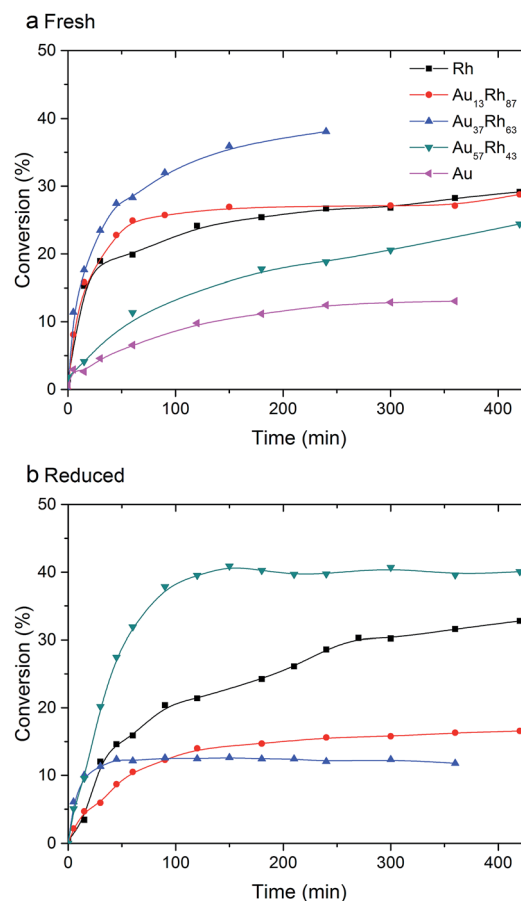 a Fresh
50
40
30
20
10
0
Conversion (%)
Rh
Au₁₃Rh₈₇
Au₃₇Rh₆₃
Au₅₇Rh₄₃
Au
0 100 200 300 400
Time (min)
b Reduced
50
40
30
20
10
0
Conversion (%)
0 100 200 300 400
Time (min)